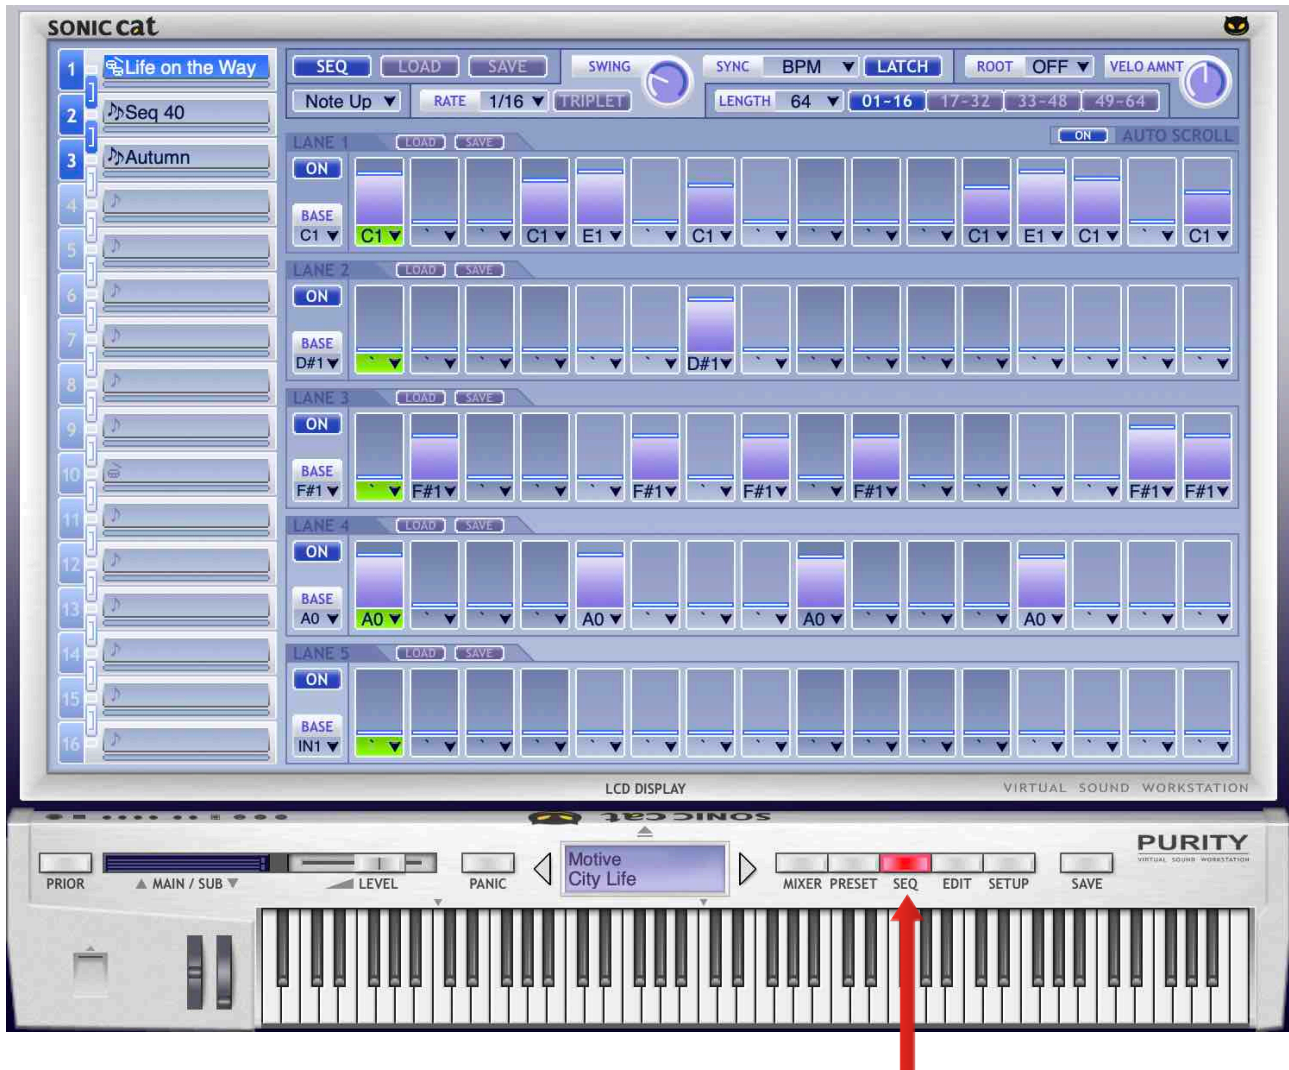 SONIC cat
1 Life on the Way
2 Seq 40
3 Autumn
4
5
6
7
8
9
10
11
12
13
14
15
16
SEQ LOAD SAVE SWING SYNC BPM LATCH ROOT OFF VELO AMNT
Note Up RATE 1/16 TRIPLET LENGTH 64 01-16 17-32 33-48 49-64
LANE 1 LOAD SAVE ON AUTO SCROLL
ON
BASE
C1 C1 ` ` C1 E1 ` C1 ` ` ` ` C1 E1 C1 ` C1
LANE 2 LOAD SAVE
ON
BASE
D#1 ` ` ` ` ` ` D#1 ` ` ` ` ` ` ` ` `
LANE 3 LOAD SAVE
ON
BASE
F#1 ` F#1 ` ` ` F#1 ` F#1 ` F#1 ` ` ` ` F#1 F#1
LANE 4 LOAD SAVE
ON
BASE
A0 A0 ` ` ` A0 ` ` ` A0 ` ` ` A0 ` ` `
LANE 5 LOAD SAVE
ON
BASE
IN1 ` ` ` ` ` ` ` ` ` ` ` ` ` ` ` `
LCD DISPLAY
VIRTUAL SOUND WORKSTATION
SONIC cat
PURITY
VIRTUAL SOUND WORKSTATION
Motive
City Life
PRIOR MAIN / SUB LEVEL PANIC MIXER PRESET SEQ EDIT SETUP SAVE